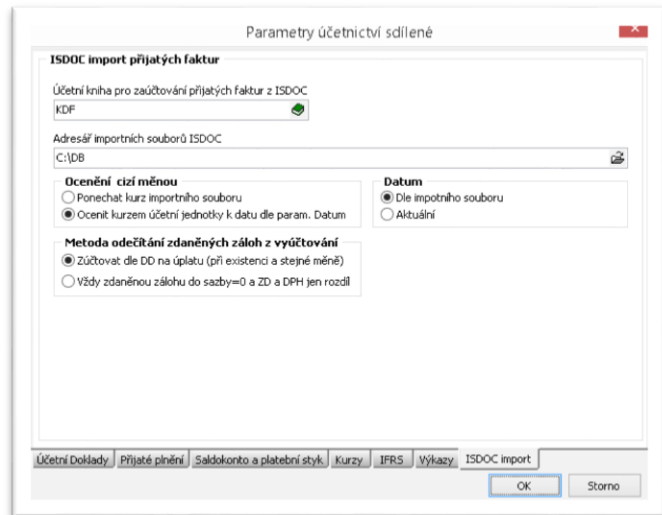 Parametry účetnictví sdílené
ISDOC import přijatých faktur
Účetní kniha pro zaúčtování přijatých faktur z ISDOC
KDF
Adresář importních souborů ISDOC
C:\DB
Ocenění cizí měnou
Ponechat kurz importního souboru
Ocenit kurzem účetní jednotky k datu dle param. Datum
Datum
Dle impotního souboru
Aktuální
Metoda odečítání zdaněných záloh z vyúčtování
Zúčtovat dle DD na úplatu (při existenci a stejné měně)
Vždy zdaněnou zálohu do sazby=0 a ZD a DPH jen rozdíl
Účetní Doklady Přijaté plnění Saldokonto a platební styk Kurzy IFRS Výkazy ISDOC import
OK Storno